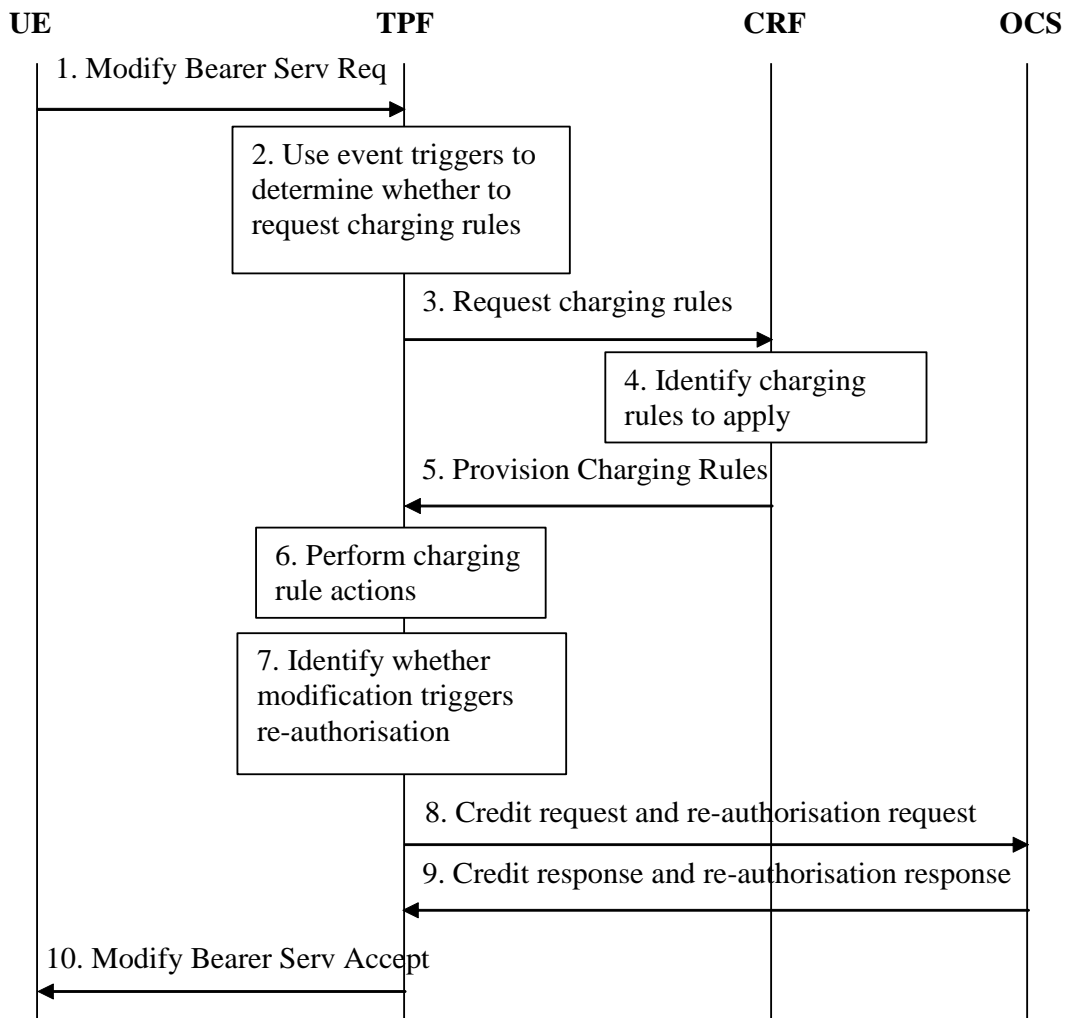 UE TPF CRF OCS
1. Modify Bearer Serv Req
2. Use event triggers to
determine whether to
request charging rules
3. Request charging rules
4. Identify charging
rules to apply
5. Provision Charging Rules
6. Perform charging
rule actions
7. Identify whether
modification triggers
re-authorisation
8. Credit request and re-authorisation request
9. Credit response and re-authorisation response
10. Modify Bearer Serv Accept